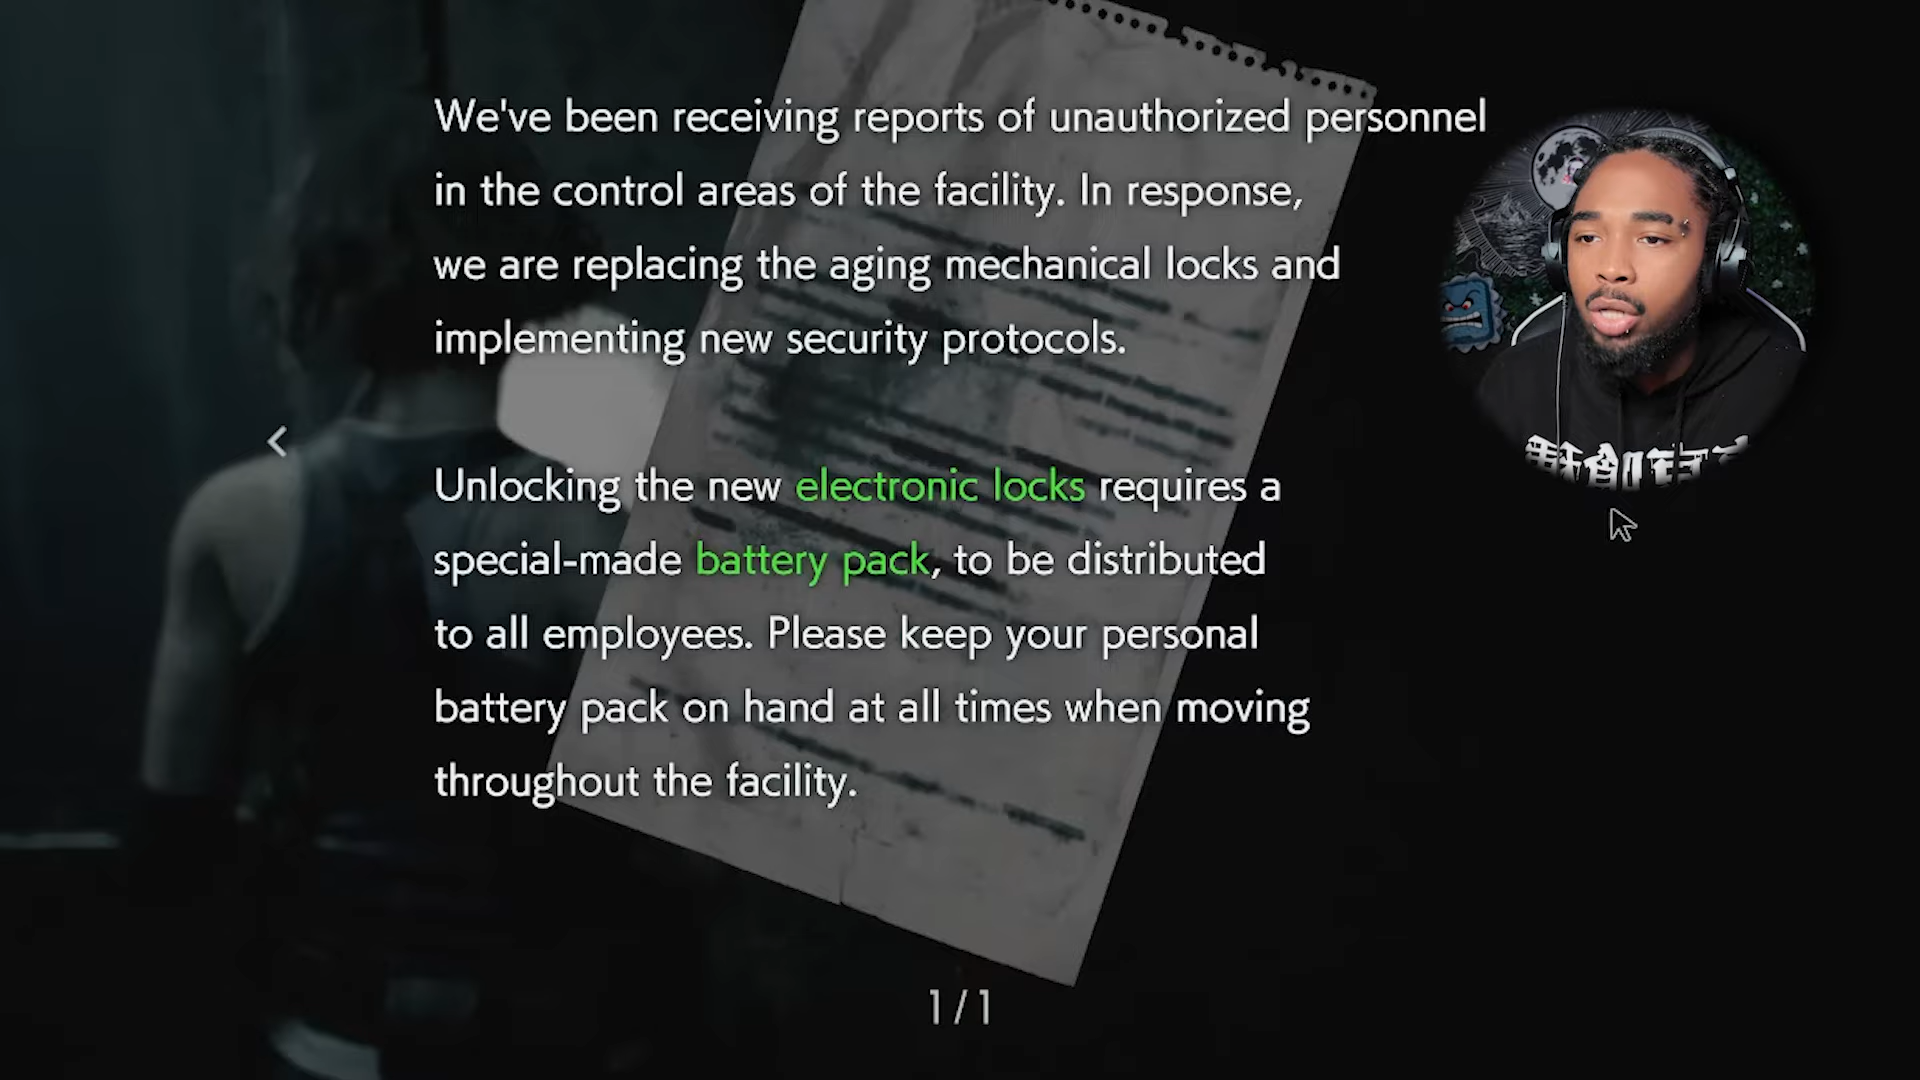 We've been receiving reports of unauthorized personnel
in the control areas of the facility. In response,
we are replacing the aging mechanical locks and
implementing new security protocols.
Unlocking the new electronic locks requires a
special-made battery pack, to be distributed
to all employees. Please keep your personal
battery pack on hand at all times when moving
throughout the facility.
1/1